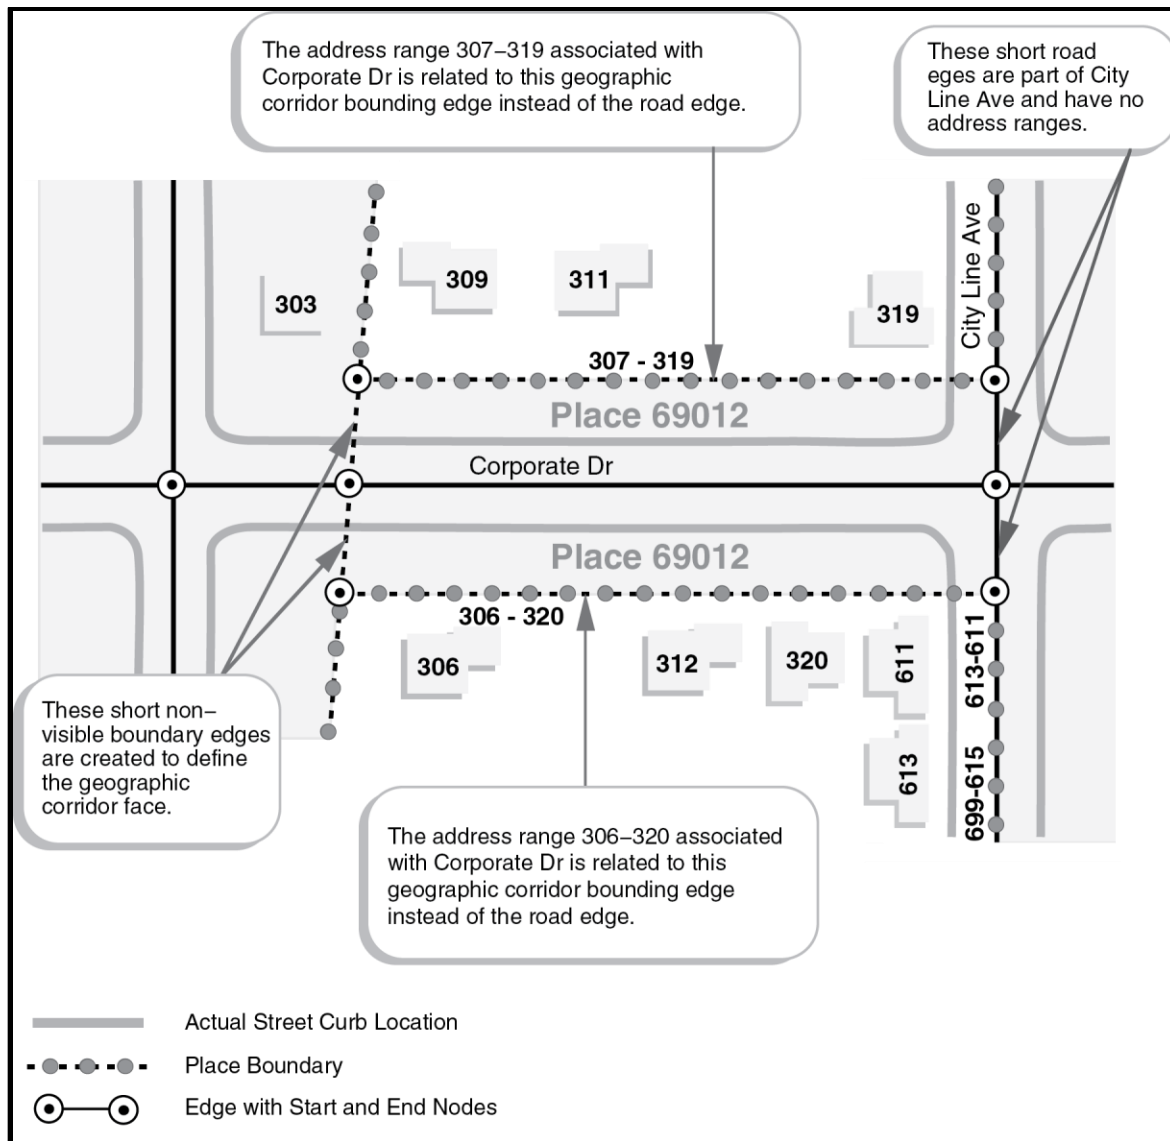 The address range 307–319 associated with
Corporate Dr is related to this geographic
corridor bounding edge instead of the road edge.
These short road
eges are part of City
Line Ave and have no
address ranges.
City Line Ave
303
309
311
319
307 - 319
Place 69012
Corporate Dr
Place 69012
306 - 320
306
312
320
611
613-611
613
699-615
These short non–
visible boundary edges
are created to define
the geographic
corridor face.
The address range 306–320 associated
with Corporate Dr is related to this
geographic corridor bounding edge
instead of the road edge.
Actual Street Curb Location
Place Boundary
Edge with Start and End Nodes